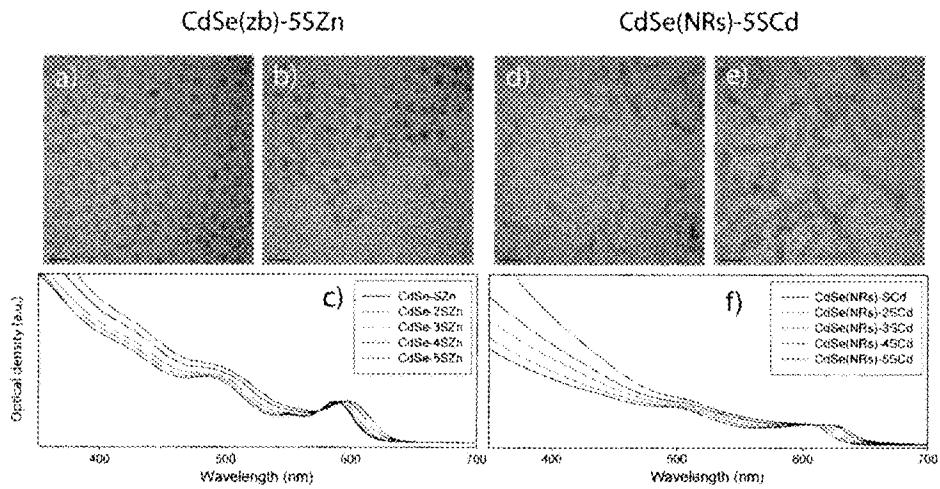 CdSe(zb)-5SZn
CdSe(NRs)-5SCd
a)
b)
d)
e)
c)
CdSe-SZn
CdSe-2SZn
CdSe-3SZn
CdSe-4SZn
CdSe-5SZn
f)
CdSe(NRs)-SCd
CdSe(NRs)-2SCd
CdSe(NRs)-3SCd
CdSe(NRs)-4SCd
CdSe(NRs)-5SCd
Optical density (a.u.)
400 500 600 700
Wavelength (nm)
400 500 600 700
Wavelength (nm)